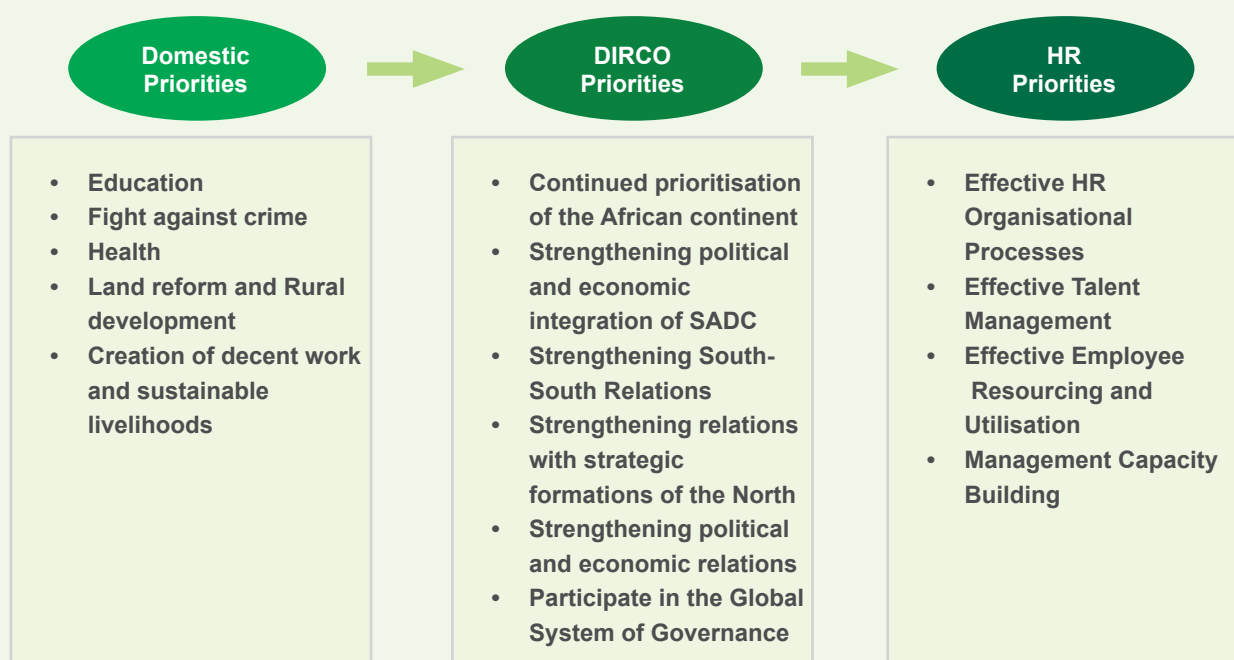 Domestic
Priorities
DIRCO
Priorities
HR
Priorities
• Education
• Fight against crime
• Health
• Land reform and Rural
development
• Creation of decent work
and sustainable
livelihoods
• Continued prioritisation
of the African continent
• Strengthening political
and economic
integration of SADC
• Strengthening South-
South Relations
• Strengthening relations
with strategic
formations of the North
• Strengthening political
and economic relations
• Participate in the Global
System of Governance
• Effective HR
Organisational
Processes
• Effective Talent
Management
• Effective Employee
Resourcing and
Utilisation
• Management Capacity
Building